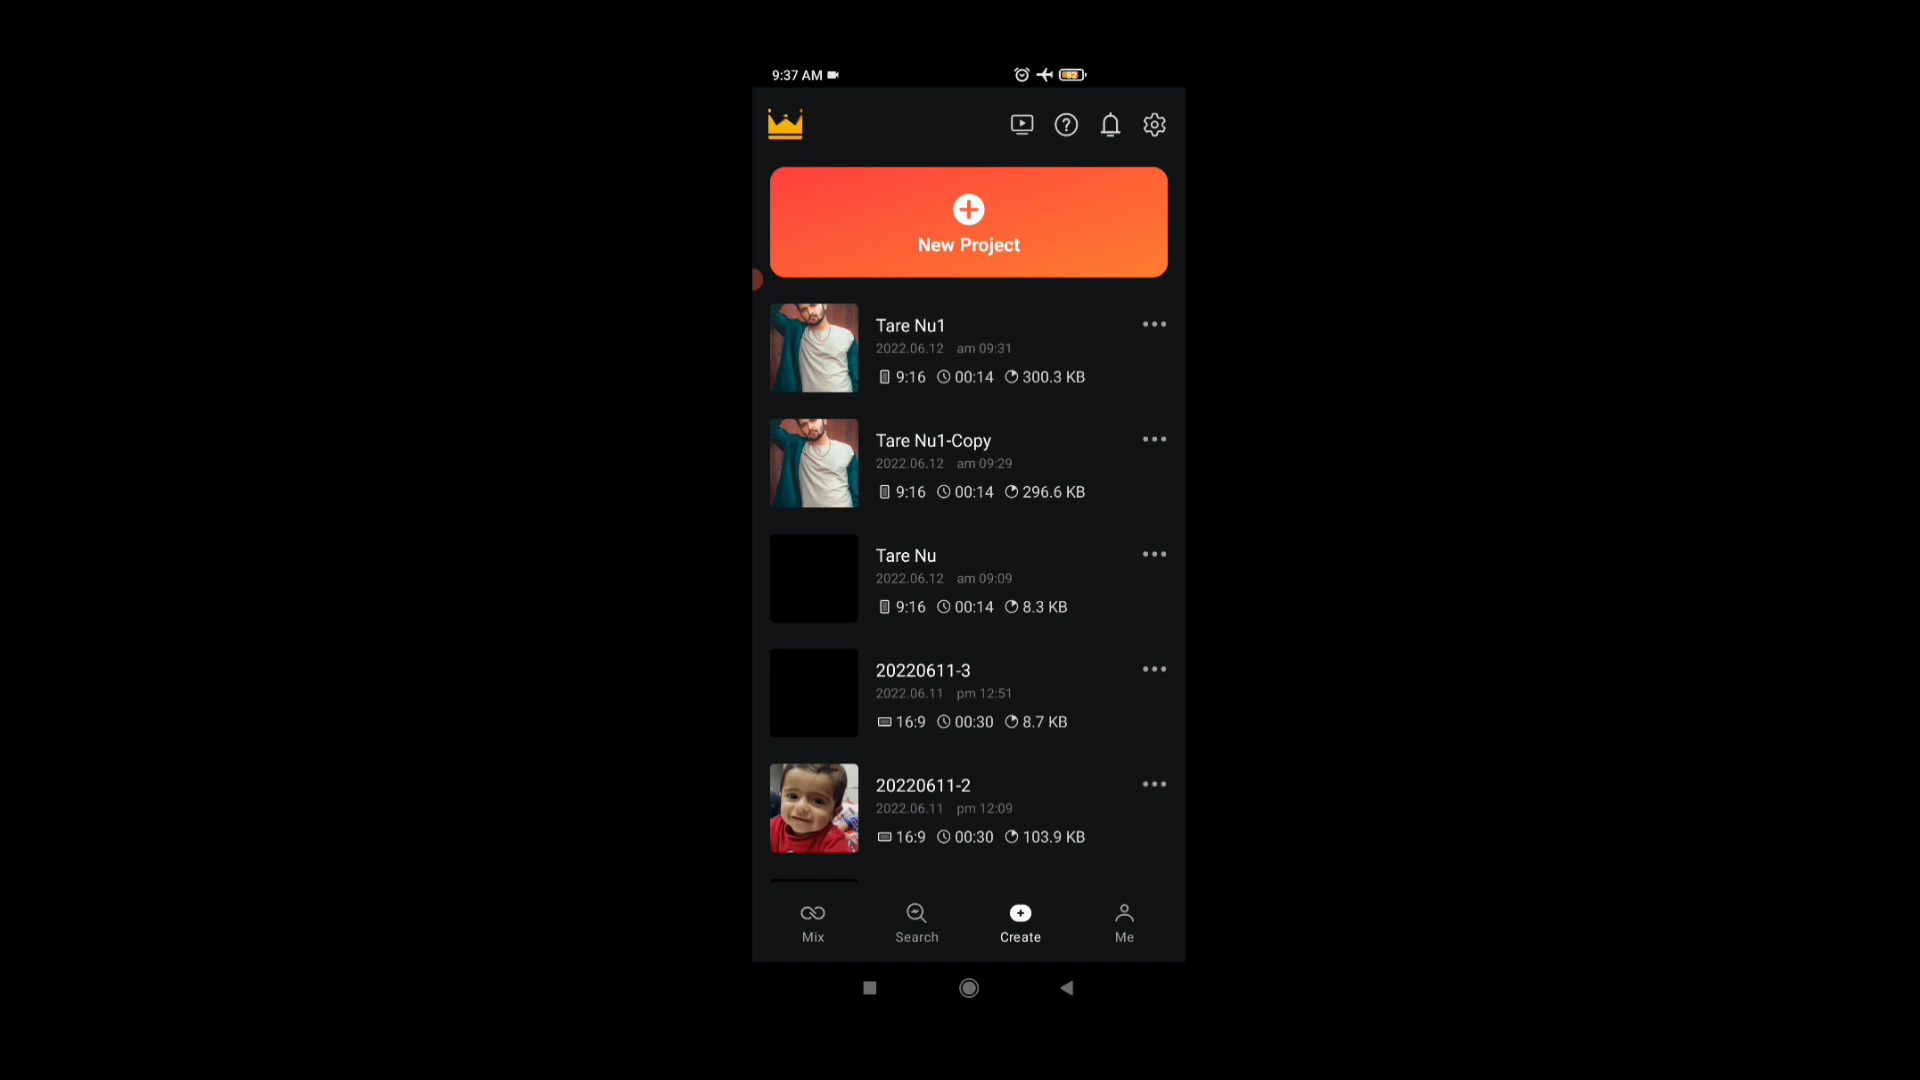 9:37 AM
82
New Project
Tare Nu1
2022.06.12 am 09:31
9:16 00:14 300.3 KB
Tare Nu1-Copy
2022.06.12 am 09:29
9:16 00:14 296.6 KB
Tare Nu
2022.06.12 am 09:09
9:16 00:14 8.3 KB
20220611-3
2022.06.11 pm 12:51
16:9 00:30 8.7 KB
20220611-2
2022.06.11 pm 12:09
16:9 00:30 103.9 KB
Mix Search Create Me